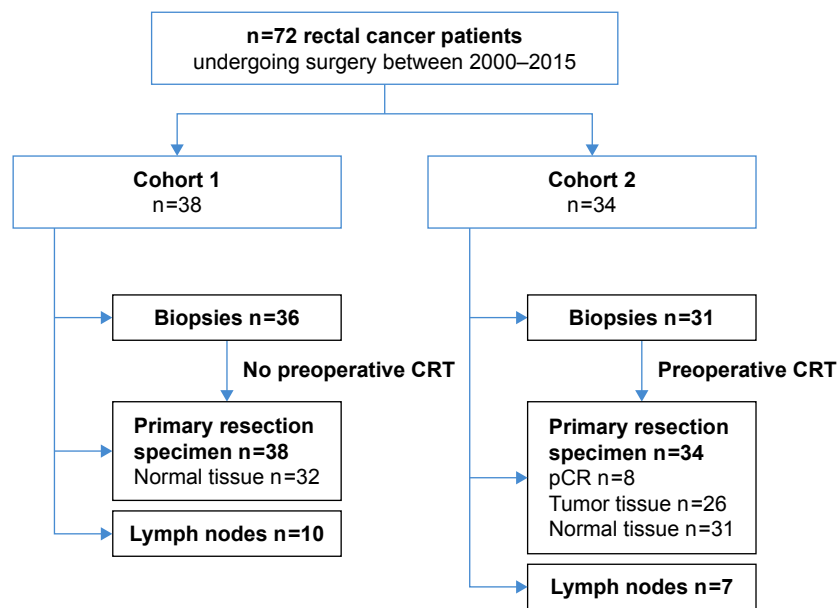 n=72 rectal cancer patients
undergoing surgery between 2000–2015
Cohort 1
n=38
Biopsies n=36
No preoperative CRT
Primary resection
specimen n=38
Normal tissue n=32
Lymph nodes n=10
Cohort 2
n=34
Biopsies n=31
Preoperative CRT
Primary resection
specimen n=34
pCR n=8
Tumor tissue n=26
Normal tissue n=31
Lymph nodes n=7